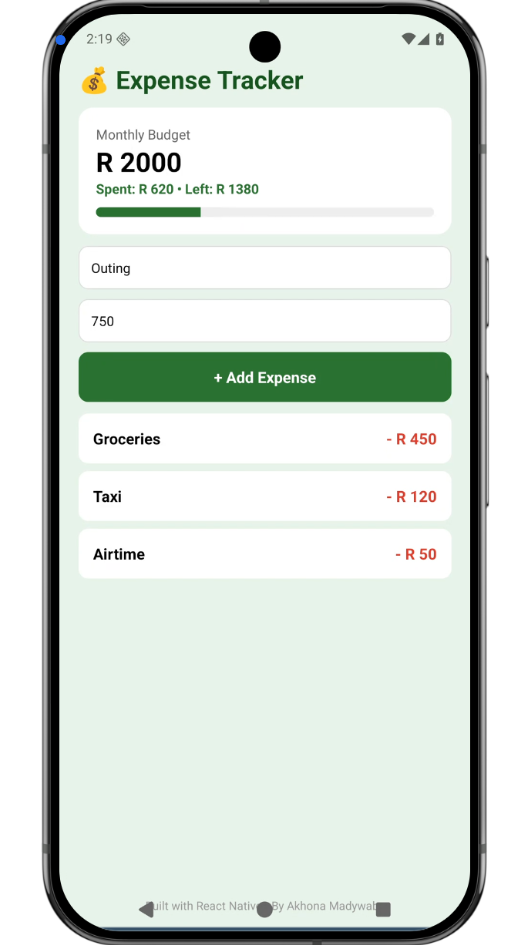 2:19
Expense Tracker
Monthly Budget
R 2000
Spent: R 620 • Left: R 1380
Outing
750
+ Add Expense
Groceries - R 450
Taxi - R 120
Airtime - R 50
with React By Akhona